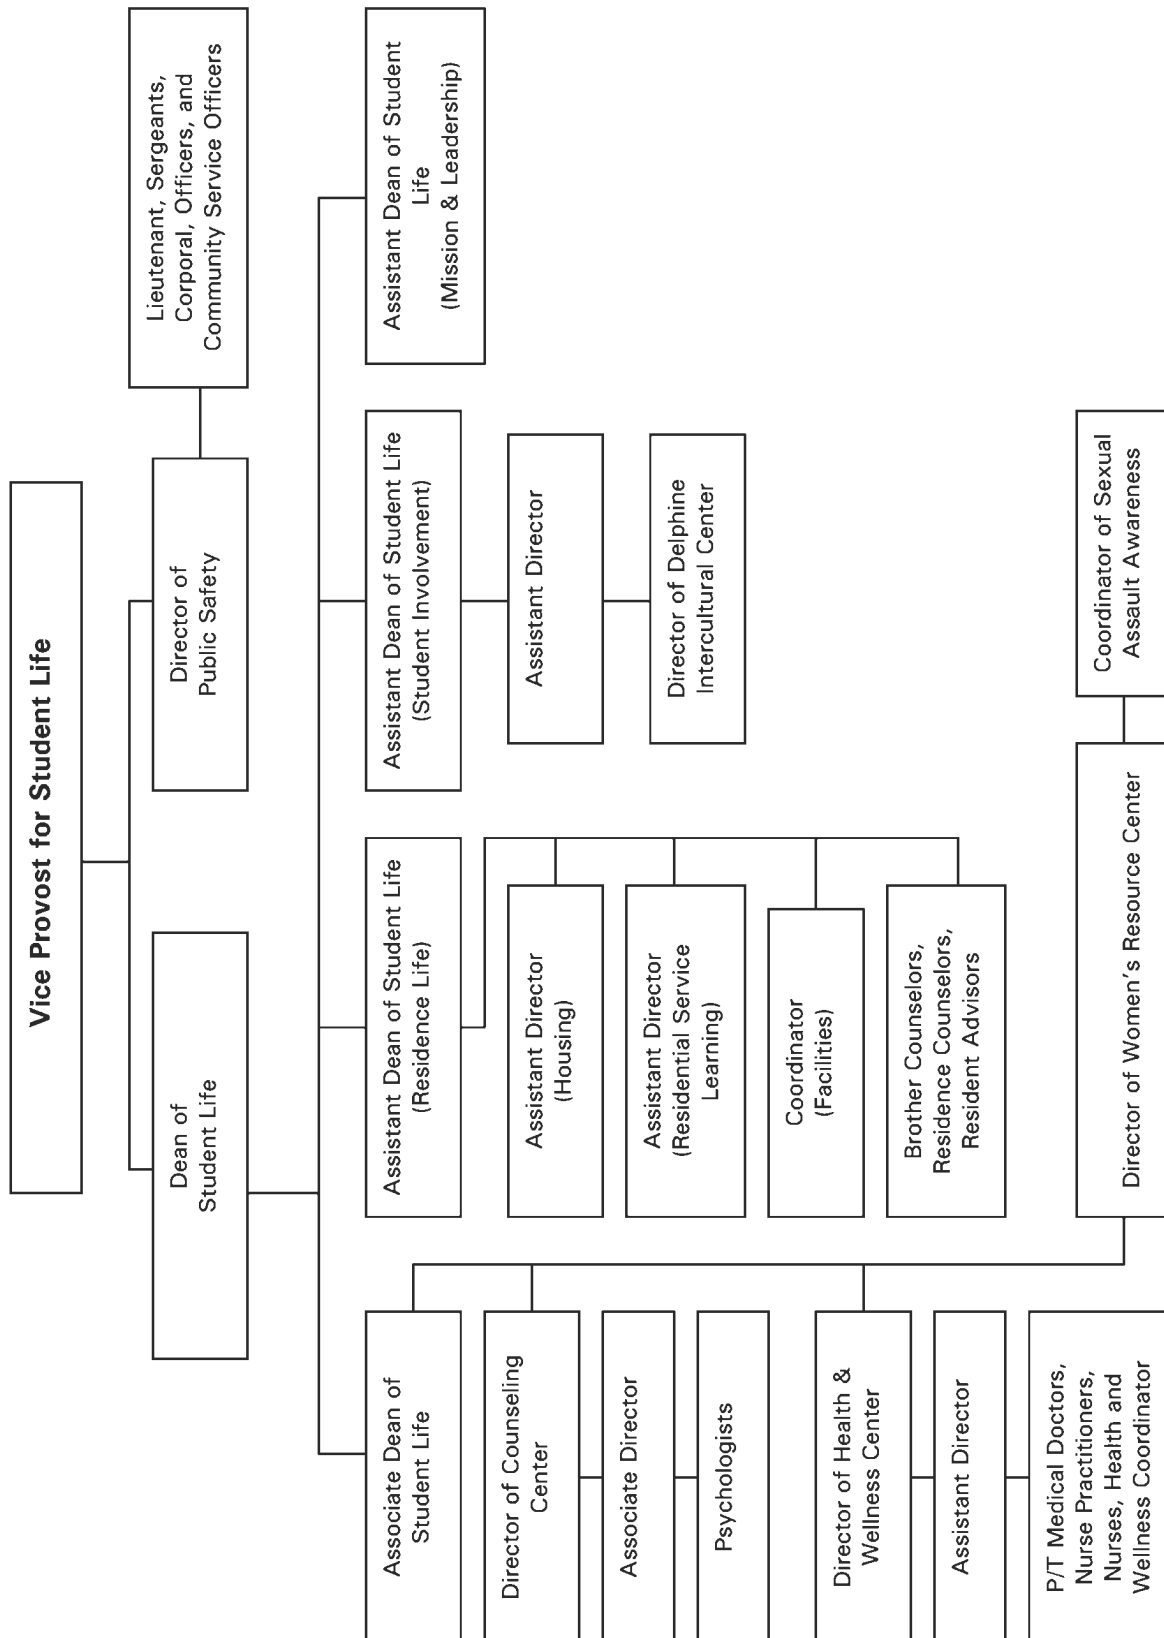 Vice Provost for Student Life
Dean of
Student Life
Director of
Public Safety
Lieutenant, Sergeants,
Corporal, Officers, and
Community Service Officers
Associate Dean of
Student Life
Director of Counseling
Center
Associate Director
Psychologists
Director of Health &
Wellness Center
Assistant Director
P/T Medical Doctors,
Nurse Practitioners,
Nurses, Health and
Wellness Coordinator
Director of Women's Resource Center
Coordinator of Sexual
Assault Awareness
Assistant Dean of Student Life
(Residence Life)
Assistant Director
(Housing)
Assistant Director
(Residential Service
Learning)
Coordinator
(Facilities)
Brother Counselors,
Residence Counselors,
Resident Advisors
Assistant Dean of Student Life
(Student Involvement)
Assistant Director
Director of Delphine
Intercultural Center
Assistant Dean of Student
Life
(Mission & Leadership)